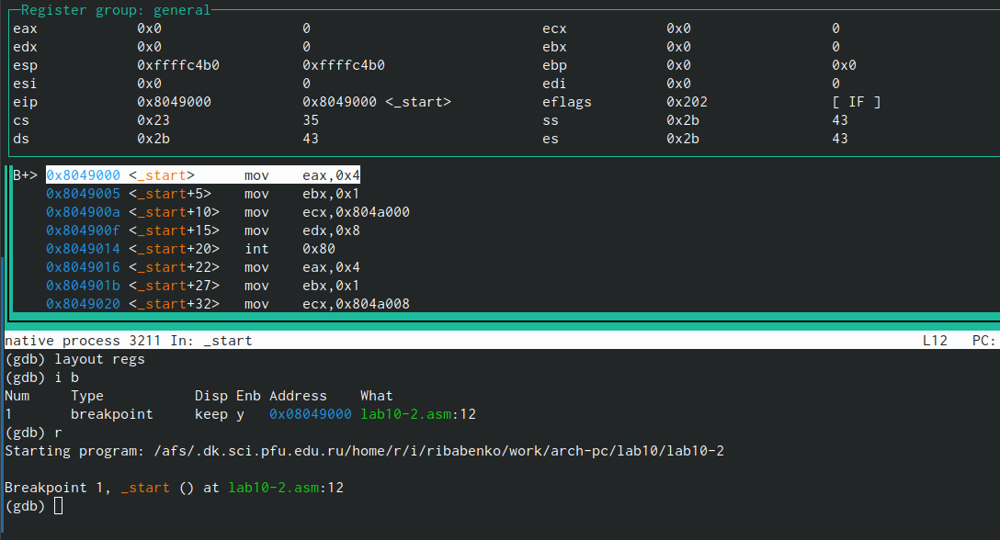 Register group: general
eax 0x0 0 ecx 0x0 0
edx 0x0 0 ebx 0x0 0
esp 0xffffc4b0 0xffffc4b0 ebp 0x0 0x0
esi 0x0 0 edi 0x0 0
eip 0x8049000 0x8049000 <_start> eflags 0x202 [ IF ]
cs 0x23 35 ss 0x2b 43
ds 0x2b 43 es 0x2b 43
B+> 0x8049000 <_start> mov eax,0x4
0x8049005 <_start+5> mov ebx,0x1
0x804900a <_start+10> mov ecx,0x804a000
0x804900f <_start+15> mov edx,0x8
0x8049014 <_start+20> int 0x80
0x8049016 <_start+22> mov eax,0x4
0x804901b <_start+27> mov ebx,0x1
0x8049020 <_start+32> mov ecx,0x804a008
native process 3211 In: _start L12 PC:
(gdb) layout regs
(gdb) i b
Num Type Disp Enb Address What
1 breakpoint keep y 0x08049000 lab10-2.asm:12
(gdb) r
Starting program: /afs/.dk.sci.pfu.edu.ru/home/r/i/ribabenko/work/arch-pc/lab10/lab10-2
Breakpoint 1, _start () at lab10-2.asm:12
(gdb)